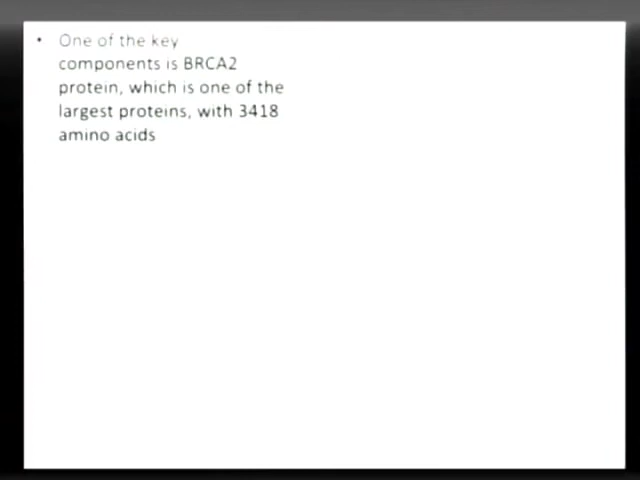 • One of the key
components is BRCA2
protein, which is one of the
largest proteins, with 3418
amino acids